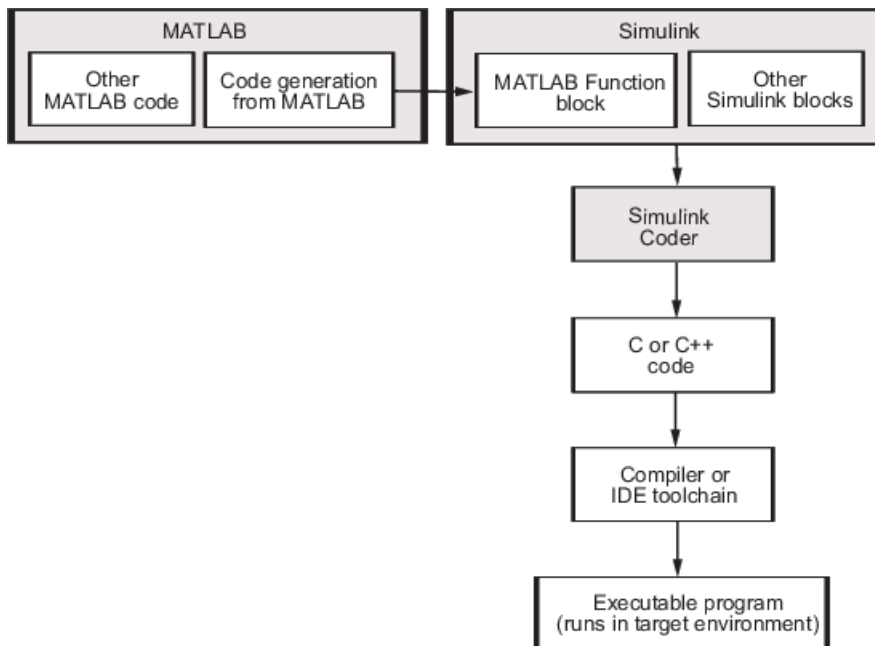 MATLAB
Other
MATLAB code
Code generation
from MATLAB
Simulink
MATLAB Function
block
Other
Simulink blocks
Simulink
Coder
C or C++
code
Compiler or
IDE toolchain
Executable program
(runs in target environment)